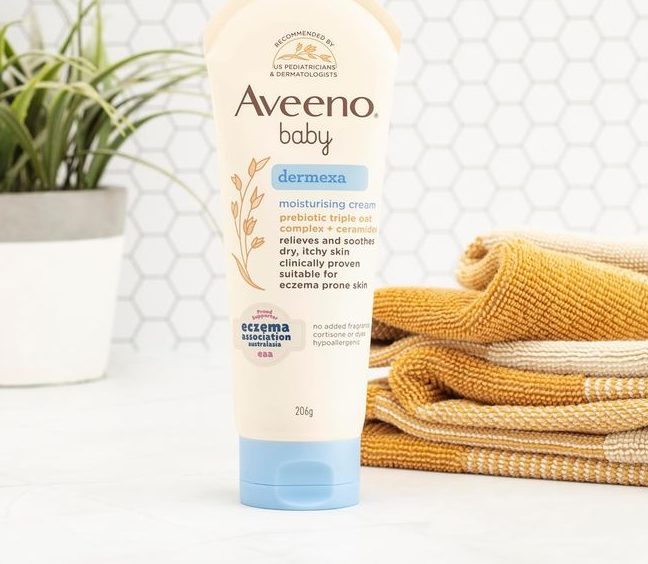 RECOMMENDED BY
US PEDIATRICIANS
& DERMATOLOGISTS
Aveeno®
baby
dermexa
moisturising cream
prebiotic triple oat
complex + ceramides
relieves and soothes
dry, itchy skin
clinically proven
suitable for
eczema prone skin
Proud
Supporter
eczema
association
australasia
eaa
no added fragrance
cortisone or dyes
hypoallergenic
206g